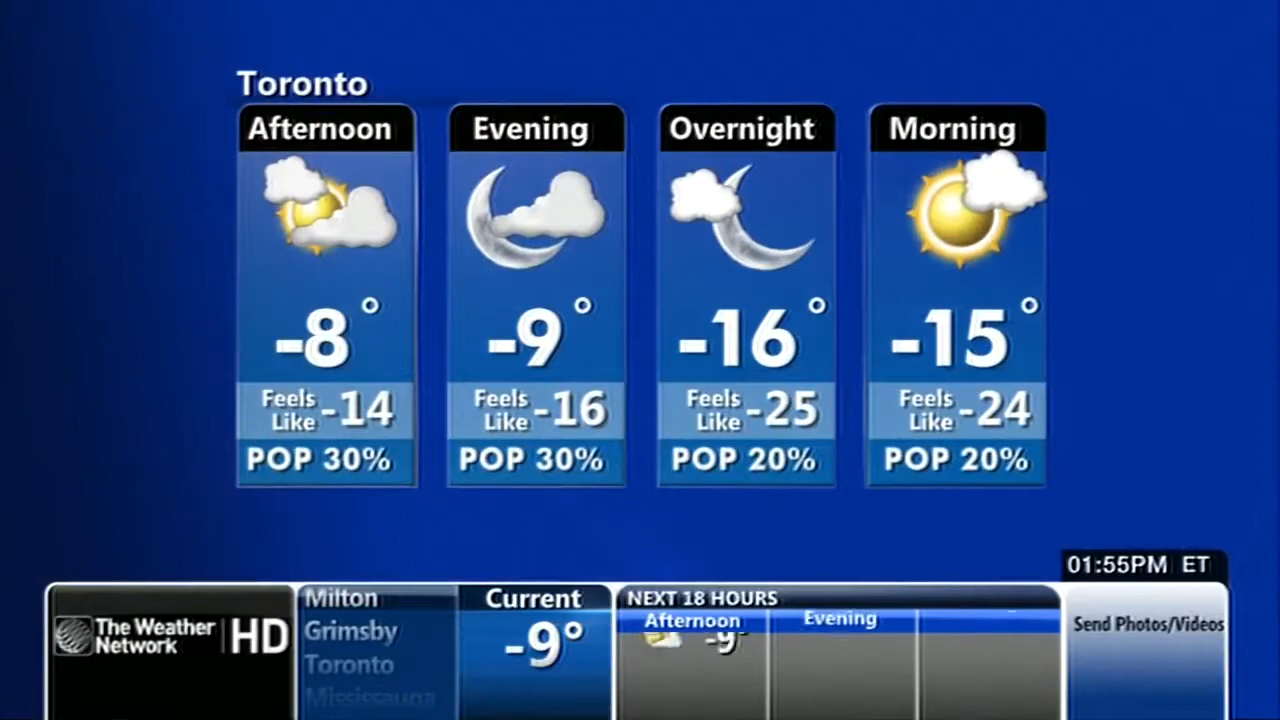 Toronto
Afternoon
-8°
Feels
Like -14
POP 30%
Evening
-9°
Feels
Like -16
POP 30%
Overnight
-16°
Feels
Like -25
POP 20%
Morning
-15°
Feels
Like -24
POP 20%
01:55PM ET
The Weather
Network
HD
Milton
Grimsby
Toronto
Mississauga
Current
-9°
NEXT 18 HOURS
Afternoon
-9°
Evening
Send Photos/Videos